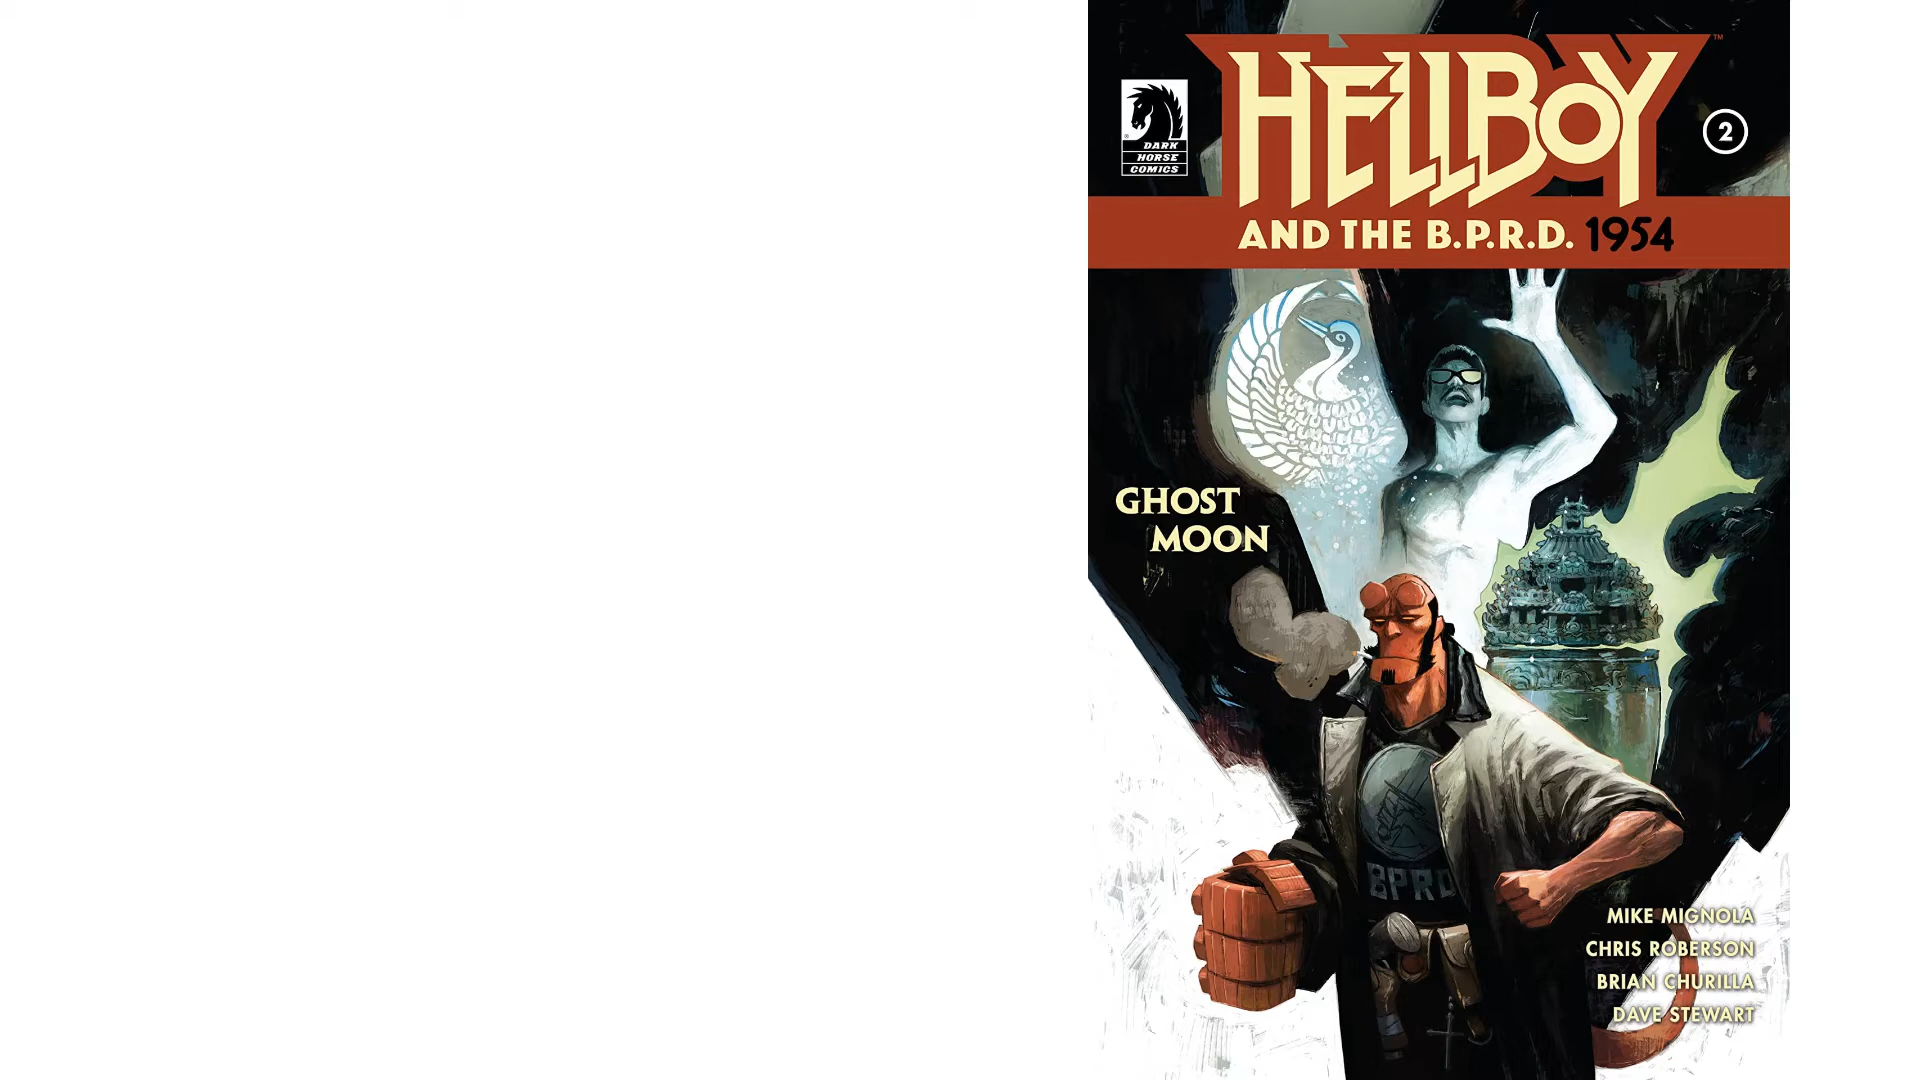 HELLBOY
™
DARK
HORSE
COMICS
®
2
AND THE B.P.R.D. 1954
GHOST
MOON
BPRD
MIKE MIGNOLA
CHRIS ROBERSON
BRIAN CHURILLA
DAVE STEWART